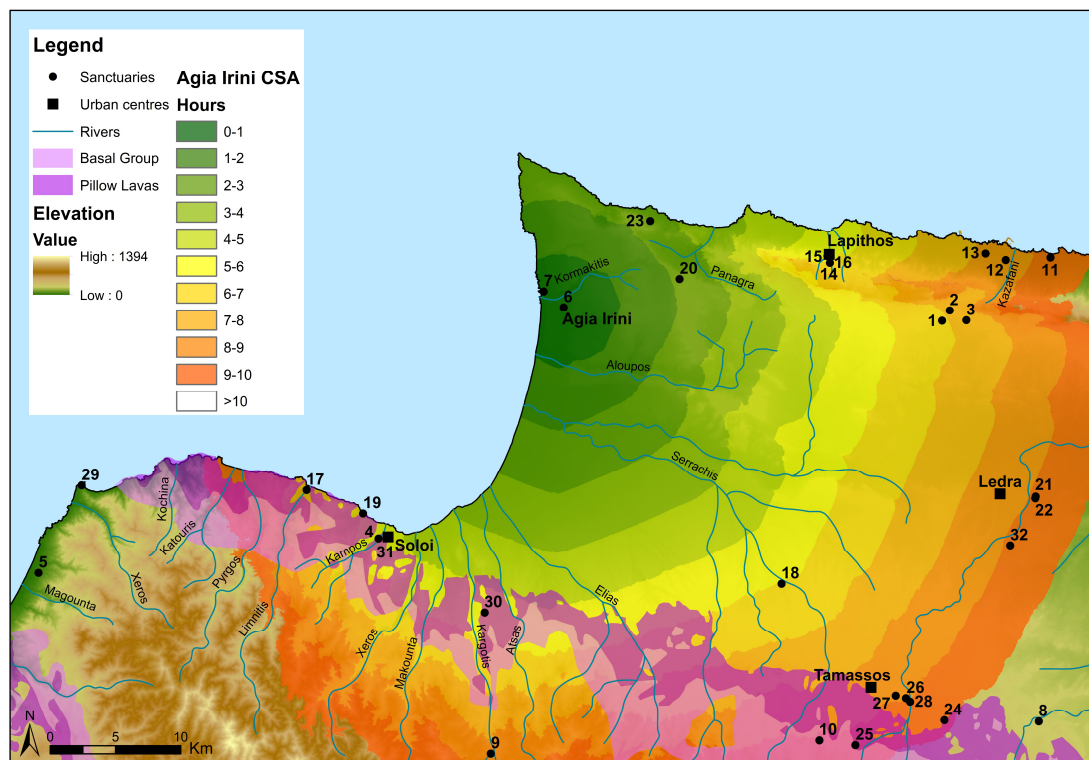 Legend
Sanctuaries
Urban centres
Rivers
Basal Group
Pillow Lavas
Elevation
Value
High : 1394
Low : 0
Agia Irini CSA
Hours
0-1
1-2
2-3
3-4
4-5
5-6
6-7
7-8
8-9
9-10
>10
23
Lapithos
15
16
14
13
12
11
Kazafani
Kormakitis
7
6
Agia Irini
20
Panagra
2
1
3
Aloupos
Serrachis
29
Kochina
17
19
Katouris
4
31
Soloi
Karnpos
Ledra
21
22
32
5
Magounta
Xeros
Pyrgos
Limnitis
18
Elias
30
Xeros
Makounta
Kargotis
Atsas
Tamassos
26
27
28
24
8
10
25
9
N
0
5
10
Km